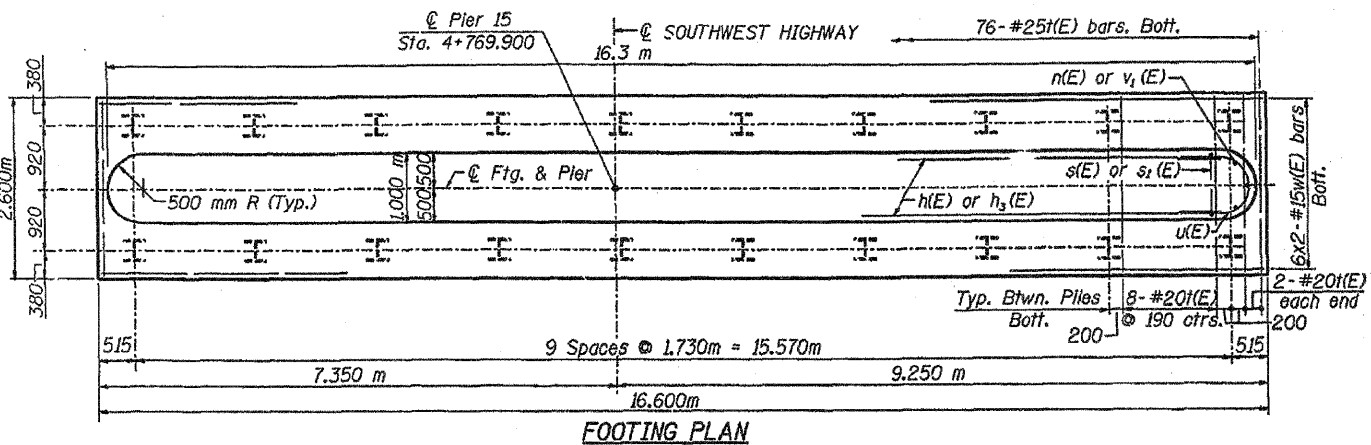 ℄ Pier 15
Sta. 4+769.900
℄ SOUTHWEST HIGHWAY
76-#25t(E) bars. Bott.
16.3 m
n(E) or v₁(E)
380
920
920
380
2.600m
500 mm R (Typ.)
1.000 m
500
500
℄ Ftg. & Pier
s(E) or s₁(E)
h(E) or h₃(E)
u(E)
6x2-#15w(E) bars
Bott.
Typ. Btwn. Piles
Bott.
8-#20t(E)
@ 190 ctrs.
2-#20t(E)
each end
200
200
515
9 Spaces @ 1.730m = 15.570m
515
7.350 m
9.250 m
16.600m
FOOTING PLAN